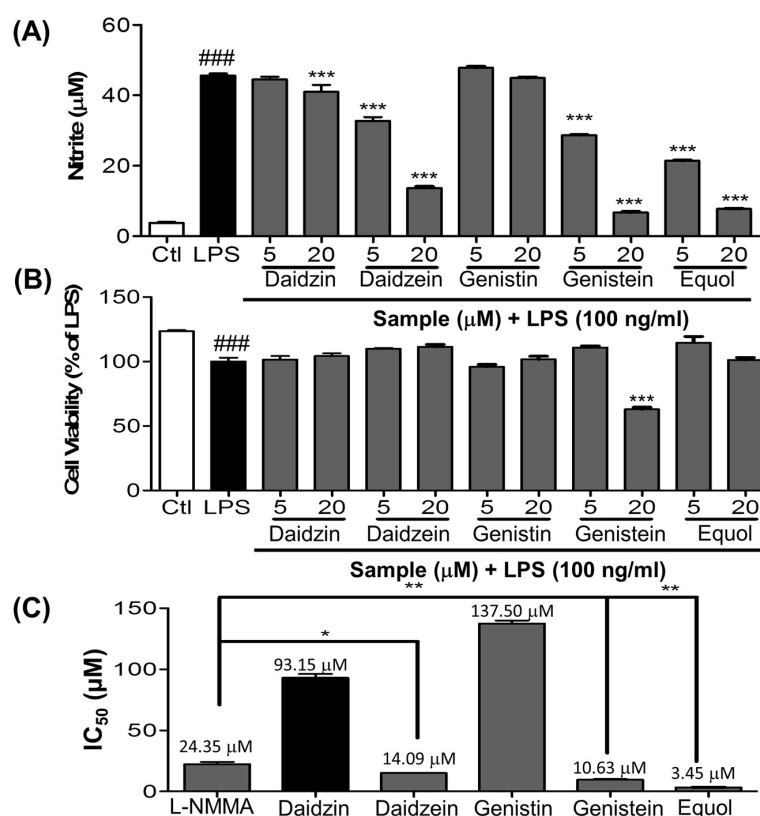 (A)
Nitrite (μM)
60
40
20
0
###
***
***
***
***
***
***
***
Ctl LPS 5 20 5 20 5 20 5 20 5 20
Daidzin Daidzein Genistin Genistein Equol
Sample (μM) + LPS (100 ng/ml)
(B)
Cell Viability (% of LPS)
150
100
50
0
###
***
Ctl LPS 5 20 5 20 5 20 5 20 5 20
Daidzin Daidzein Genistin Genistein Equol
Sample (μM) + LPS (100 ng/ml)
(C)
IC50 (μM)
150
100
50
0
**
**
*
24.35 μM
93.15 μM
14.09 μM
137.50 μM
10.63 μM
3.45 μM
L-NMMA Daidzin Daidzein Genistin Genistein Equol